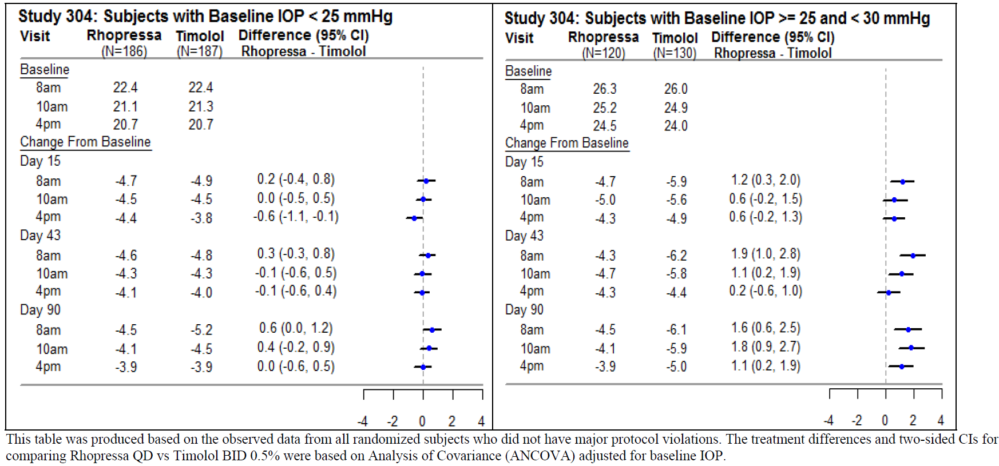 Study 304: Subjects with Baseline IOP < 25 mmHg
Visit Rhopressa Timolol Difference (95% CI)
(N=186) (N=187) Rhopressa - Timolol
Baseline
8am 22.4 22.4
10am 21.1 21.3
4pm 20.7 20.7
Change From Baseline
Day 15
8am -4.7 -4.9 0.2 (-0.4, 0.8)
10am -4.5 -4.5 0.0 (-0.5, 0.5)
4pm -4.4 -3.8 -0.6 (-1.1, -0.1)
Day 43
8am -4.6 -4.8 0.3 (-0.3, 0.8)
10am -4.3 -4.3 -0.1 (-0.6, 0.5)
4pm -4.1 -4.0 -0.1 (-0.6, 0.4)
Day 90
8am -4.5 -5.2 0.6 (0.0, 1.2)
10am -4.1 -4.5 0.4 (-0.2, 0.9)
4pm -3.9 -3.9 0.0 (-0.6, 0.5)
-4 -2 0 2 4
Study 304: Subjects with Baseline IOP >= 25 and < 30 mmHg
Visit Rhopressa Timolol Difference (95% CI)
(N=120) (N=130) Rhopressa - Timolol
Baseline
8am 26.3 26.0
10am 25.2 24.9
4pm 24.5 24.0
Change From Baseline
Day 15
8am -4.7 -5.9 1.2 (0.3, 2.0)
10am -5.0 -5.6 0.6 (-0.2, 1.5)
4pm -4.3 -4.9 0.6 (-0.2, 1.3)
Day 43
8am -4.3 -6.2 1.9 (1.0, 2.8)
10am -4.7 -5.8 1.1 (0.2, 1.9)
4pm -4.3 -4.4 0.2 (-0.6, 1.0)
Day 90
8am -4.5 -6.1 1.6 (0.6, 2.5)
10am -4.1 -5.9 1.8 (0.9, 2.7)
4pm -3.9 -5.0 1.1 (0.2, 1.9)
-4 -2 0 2 4
This table was produced based on the observed data from all randomized subjects who did not have major protocol violations. The treatment differences and two-sided CIs for
comparing Rhopressa QD vs Timolol BID 0.5% were based on Analysis of Covariance (ANCOVA) adjusted for baseline IOP.